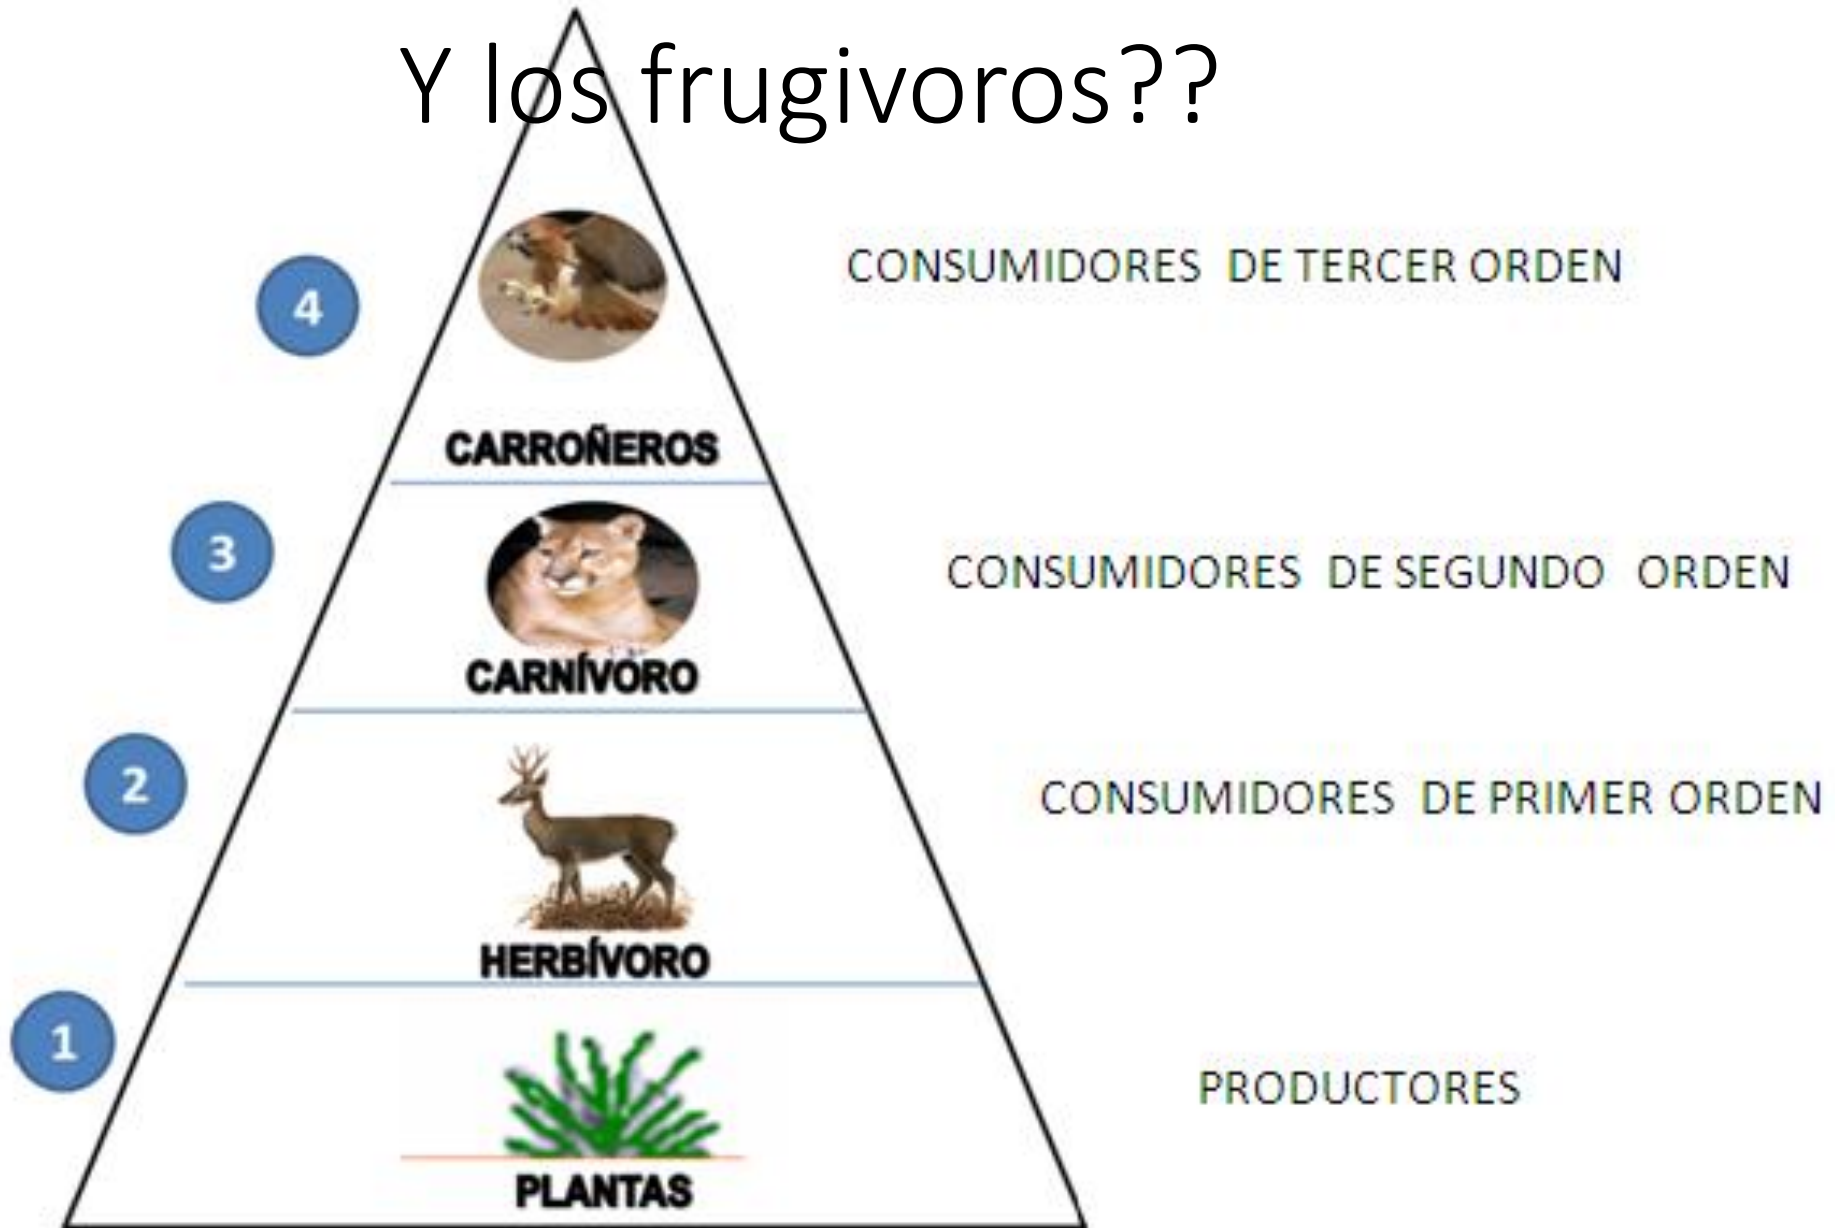 Y los frugivoros??
4
CONSUMIDORES DE TERCER ORDEN
CARROÑEROS
3
CONSUMIDORES DE SEGUNDO ORDEN
CARNÍVORO
2
CONSUMIDORES DE PRIMER ORDEN
HERBÍVORO
1
PRODUCTORES
PLANTAS